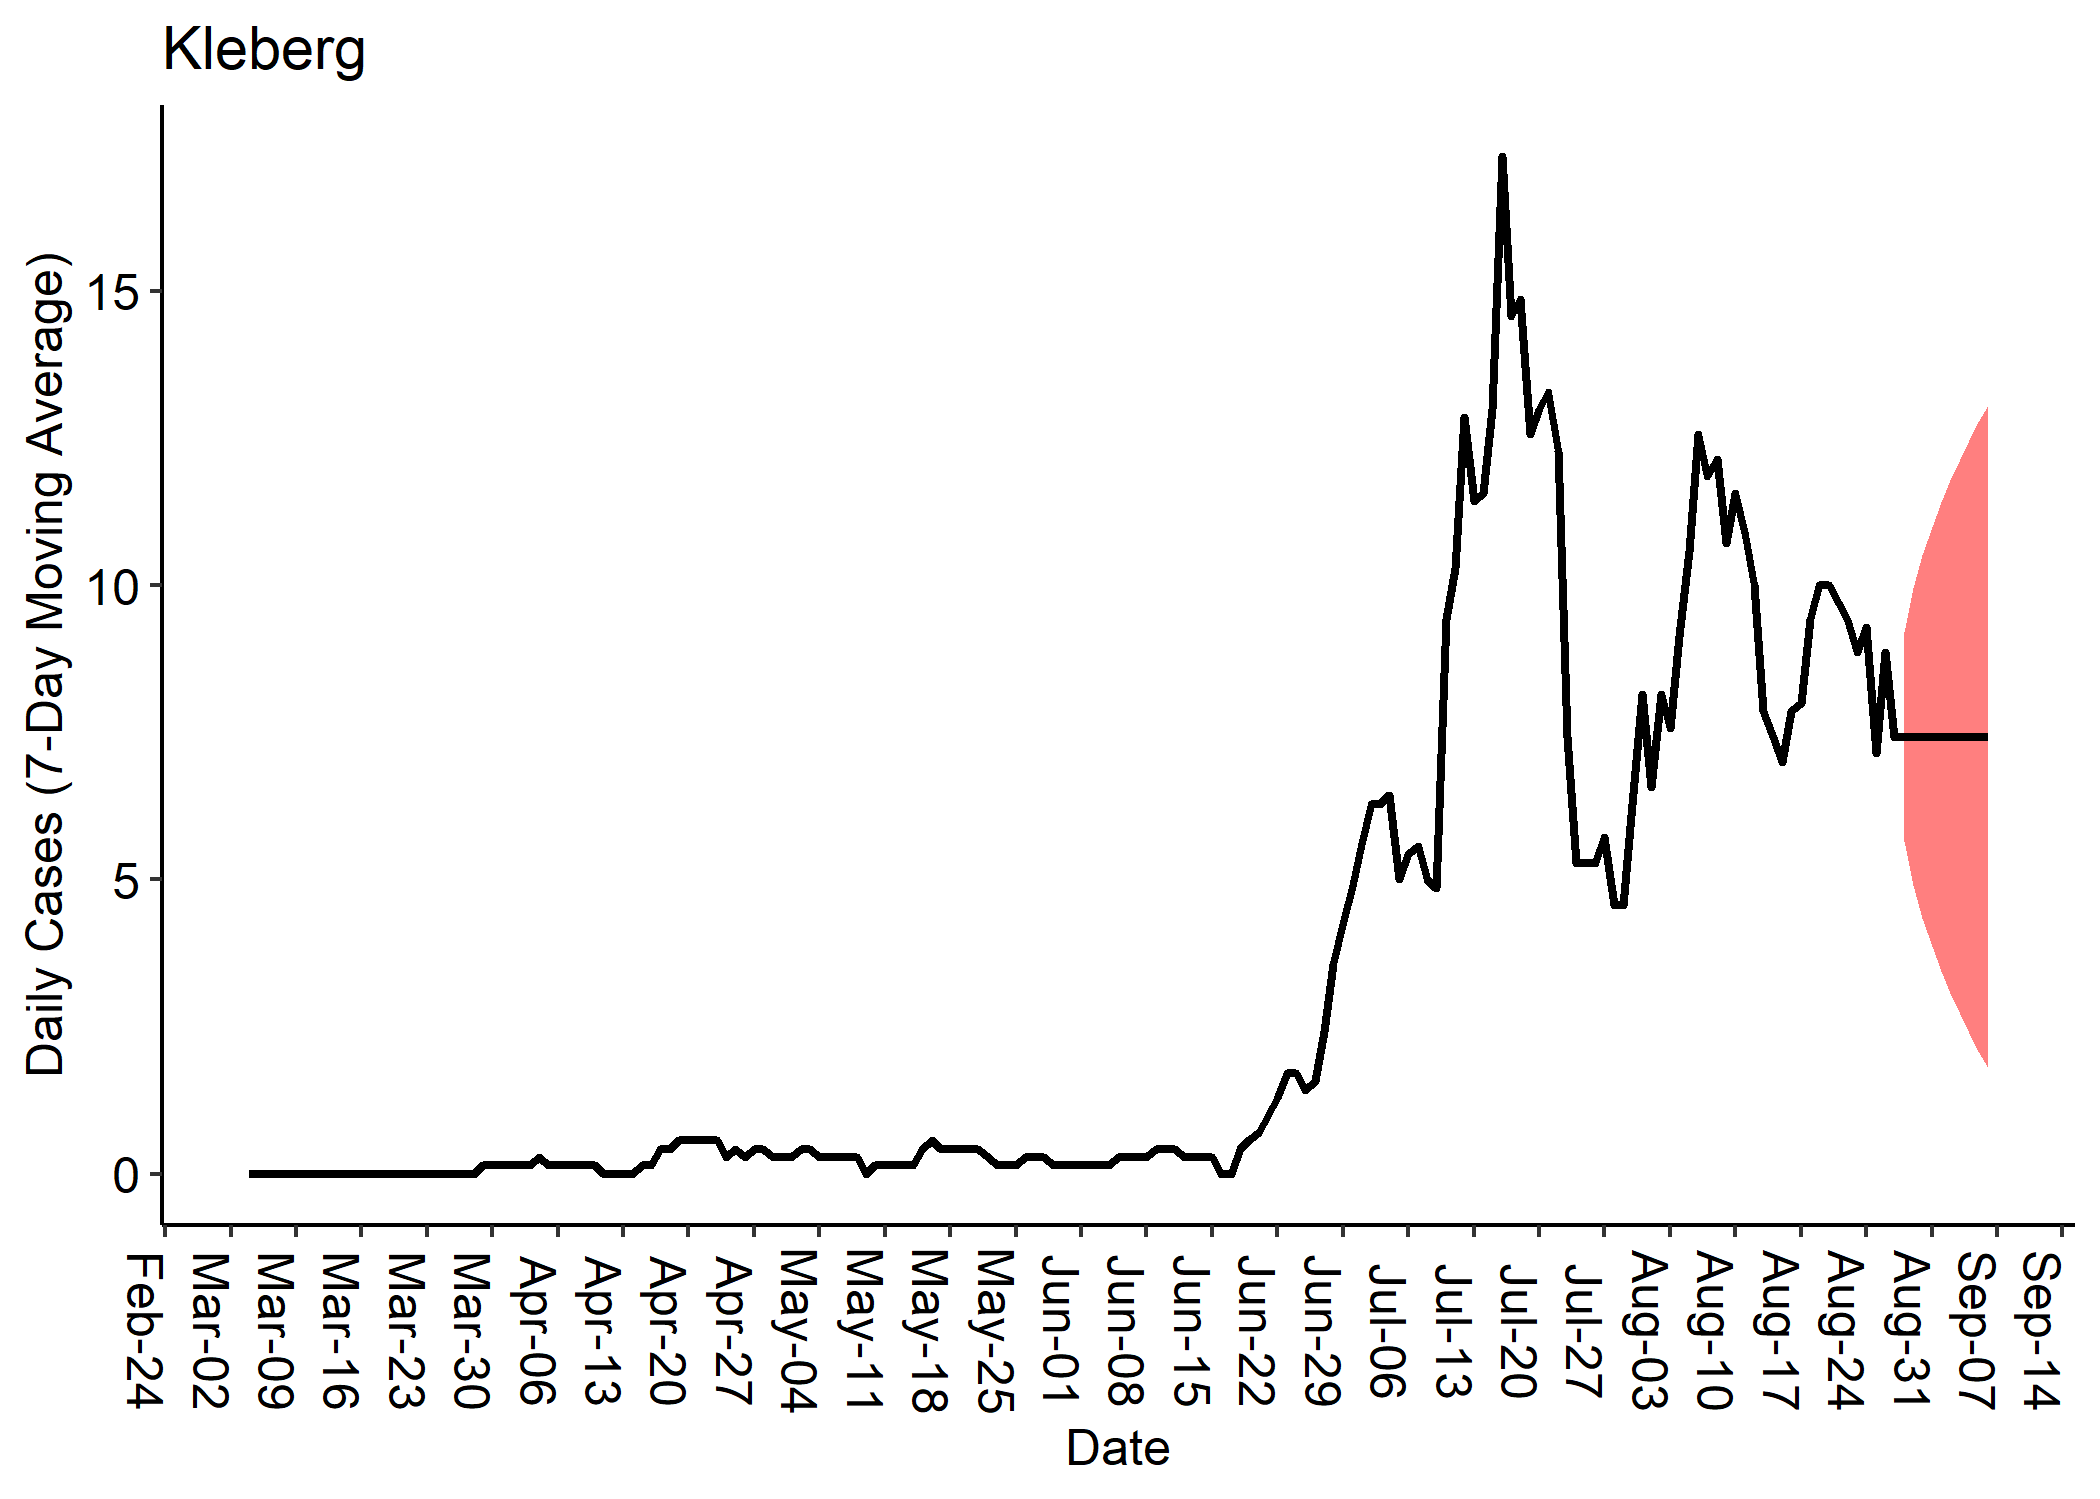 Kleberg
Daily Cases (7-Day Moving Average)
15
10
5
0
Feb-24
Mar-02
Mar-09
Mar-16
Mar-23
Mar-30
Apr-06
Apr-13
Apr-20
Apr-27
May-04
May-11
May-18
May-25
Jun-01
Jun-08
Jun-15
Jun-22
Jun-29
Jul-06
Jul-13
Jul-20
Jul-27
Aug-03
Aug-10
Aug-17
Aug-24
Aug-31
Sep-07
Sep-14
Date